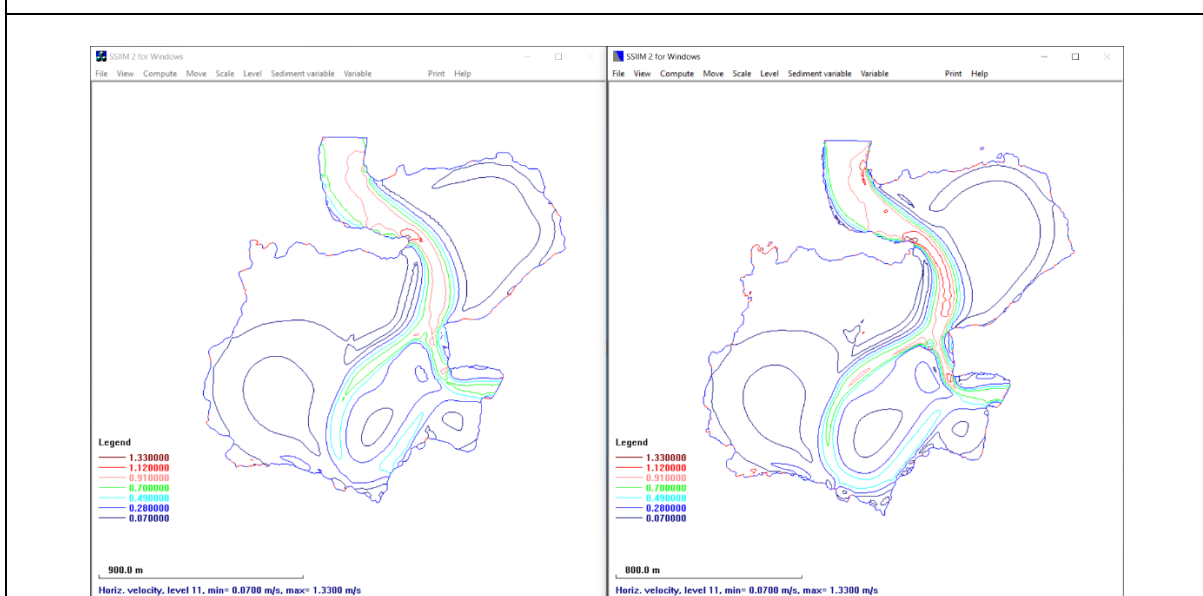 SSIIM 2 for Windows
File View Compute Move Scale Level Sediment variable Variable Print Help
Legend
1.330000
1.120000
0.910000
0.700000
0.490000
0.280000
0.070000
900.0 m
Horiz. velocity, level 11, min= 0.0700 m/s, max= 1.3300 m/s
SSIIM 2 for Windows
File View Compute Move Scale Level Sediment variable Variable Print Help
Legend
1.330000
1.120000
0.910000
0.700000
0.490000
0.280000
0.070000
800.0 m
Horiz. velocity, level 11, min= 0.0700 m/s, max= 1.3300 m/s